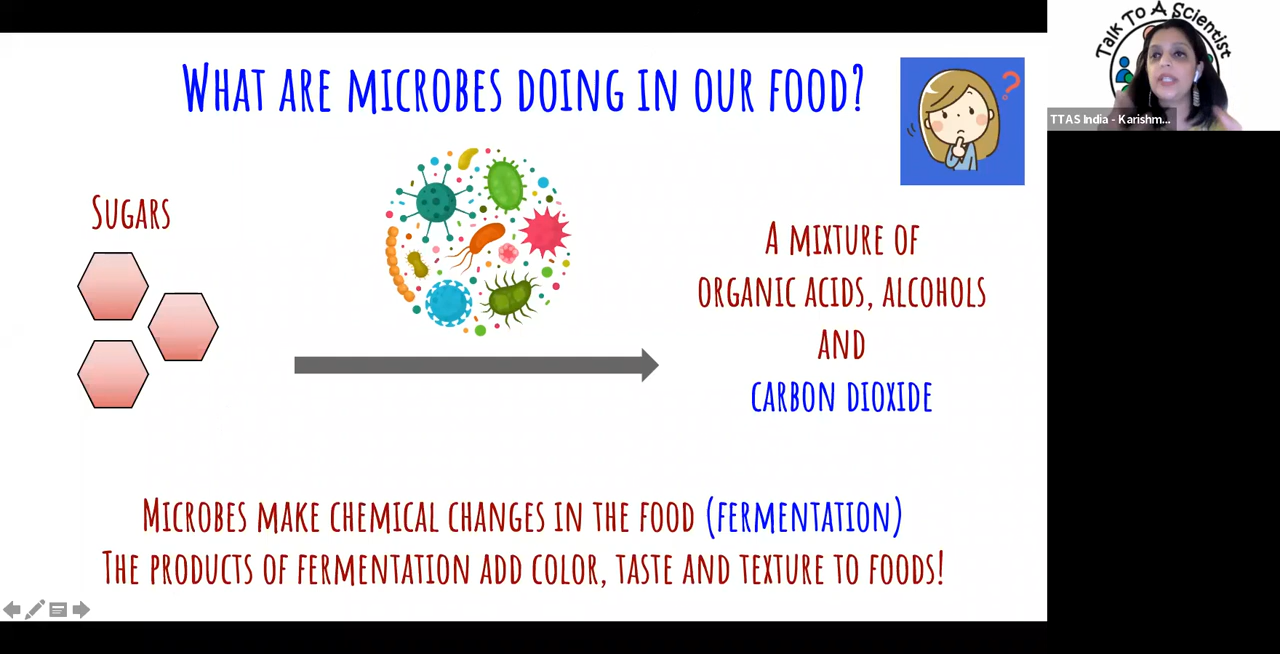 WHAT ARE MICROBES DOING IN OUR FOOD?
?
Talk To A Scientist
TTAS India - Karishm...
SUGARS
A MIXTURE OF
ORGANIC ACIDS, ALCOHOLS
AND
CARBON DIOXIDE
MICROBES MAKE CHEMICAL CHANGES IN THE FOOD (FERMENTATION)
THE PRODUCTS OF FERMENTATION ADD COLOR, TASTE AND TEXTURE TO FOODS!